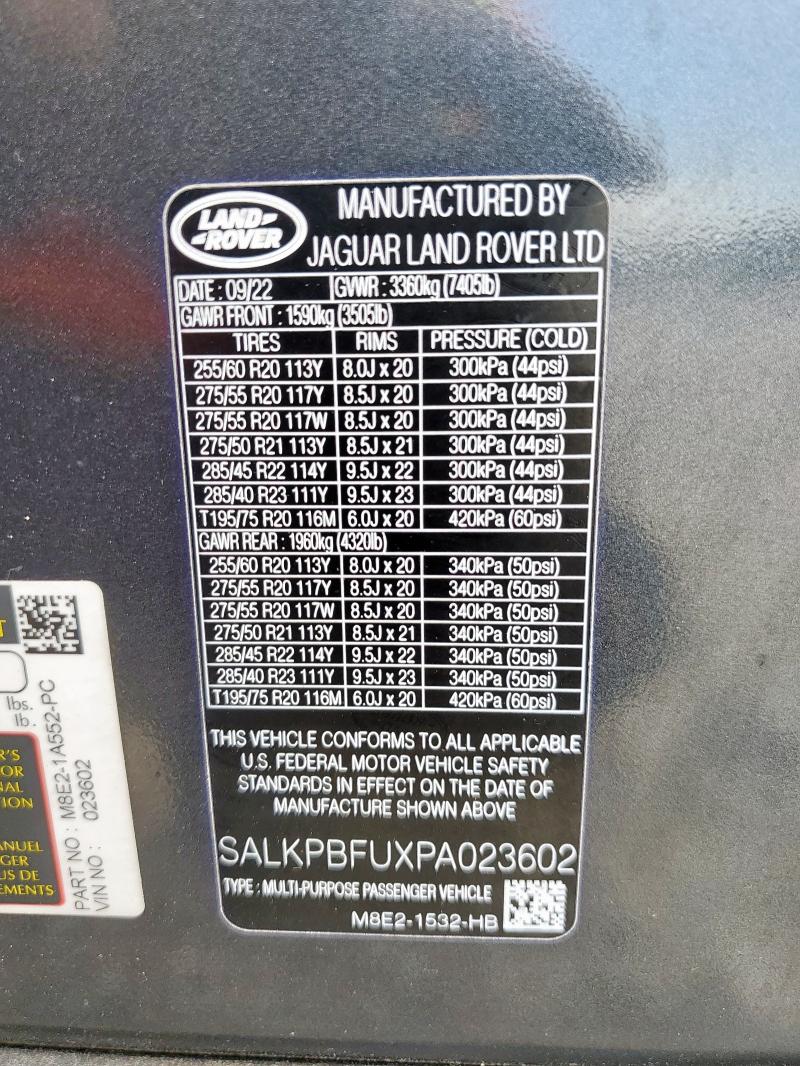 LAND-
-ROVER
MANUFACTURED BY
JAGUAR LAND ROVER LTD
DATE : 09/22 GVWR : 3360kg (7405lb)
GAWR FRONT : 1590kg (3505lb)
TIRES RIMS PRESSURE (COLD)
255/60 R20 113Y 8.0J x 20 300kPa (44psi)
275/55 R20 117Y 8.5J x 20 300kPa (44psi)
275/55 R20 117W 8.5J x 20 300kPa (44psi)
275/50 R21 113Y 8.5J x 21 300kPa (44psi)
285/45 R22 114Y 9.5J x 22 300kPa (44psi)
285/40 R23 111Y 9.5J x 23 300kPa (44psi)
T195/75 R20 116M 6.0J x 20 420kPa (60psi)
GAWR REAR : 1960kg (4320lb)
255/60 R20 113Y 8.0J x 20 340kPa (50psi)
275/55 R20 117Y 8.5J x 20 340kPa (50psi)
275/55 R20 117W 8.5J x 20 340kPa (50psi)
275/50 R21 113Y 8.5J x 21 340kPa (50psi)
285/45 R22 114Y 9.5J x 22 340kPa (50psi)
285/40 R23 111Y 9.5J x 23 340kPa (50psi)
T195/75 R20 116M 6.0J x 20 420kPa (60psi)
THIS VEHICLE CONFORMS TO ALL APPLICABLE
U.S. FEDERAL MOTOR VEHICLE SAFETY
STANDARDS IN EFFECT ON THE DATE OF
MANUFACTURE SHOWN ABOVE
SALKPBFUXPA023602
TYPE : MULTI-PURPOSE PASSENGER VEHICLE
M8E2-1532-HB
T
lbs.
lb.
R'S
OR
NAL
TION
ANUEL
GER
US DE
EMENTS
PART NO : M8E2-1A552-PC
VIN NO : 023602